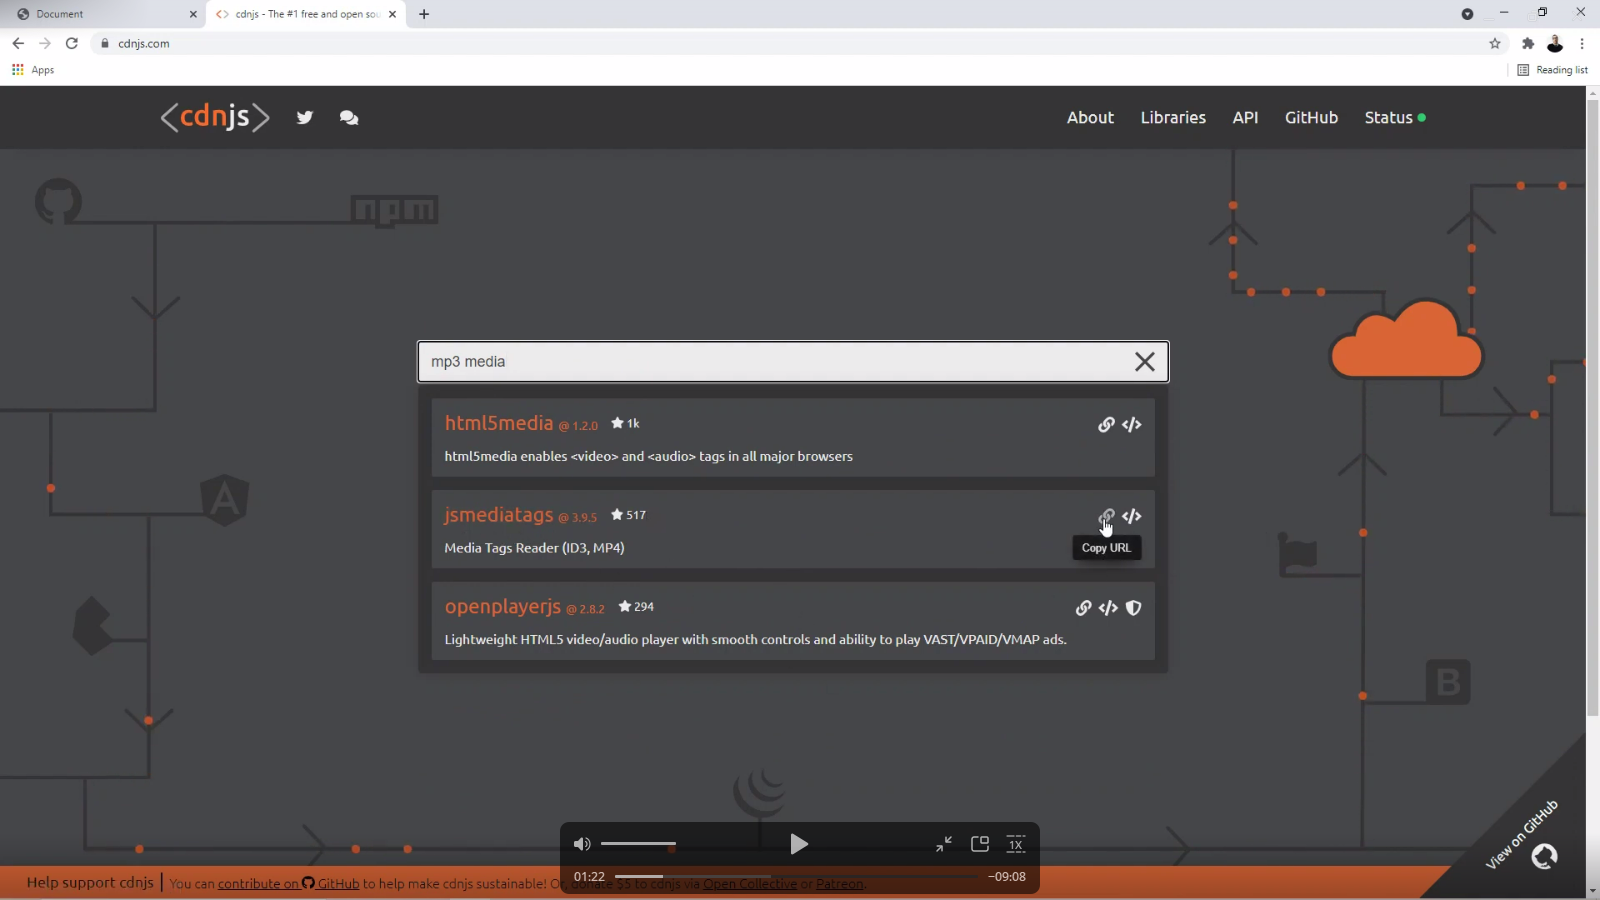 Document
cdnjs - The #1 free and open sou
cdnjs.com
Apps
Reading list
<cdnjs>
About
Libraries
API
GitHub
Status
npm
mp3 media
html5media @ 1.2.0 1k
html5media enables <video> and <audio> tags in all major browsers
jsmediatags @ 3.9.5 517
Media Tags Reader (ID3, MP4)
Copy URL
openplayerjs @ 2.8.2 294
Lightweight HTML5 video/audio player with smooth controls and ability to play VAST/VPAID/VMAP ads.
A
B
View on GitHub
1X
01:22
-09:08
Help support cdnjs
You can contribute on GitHub to help make cdnjs sustainable! Or, donate $5 to cdnjs via Open Collective or Patreon.